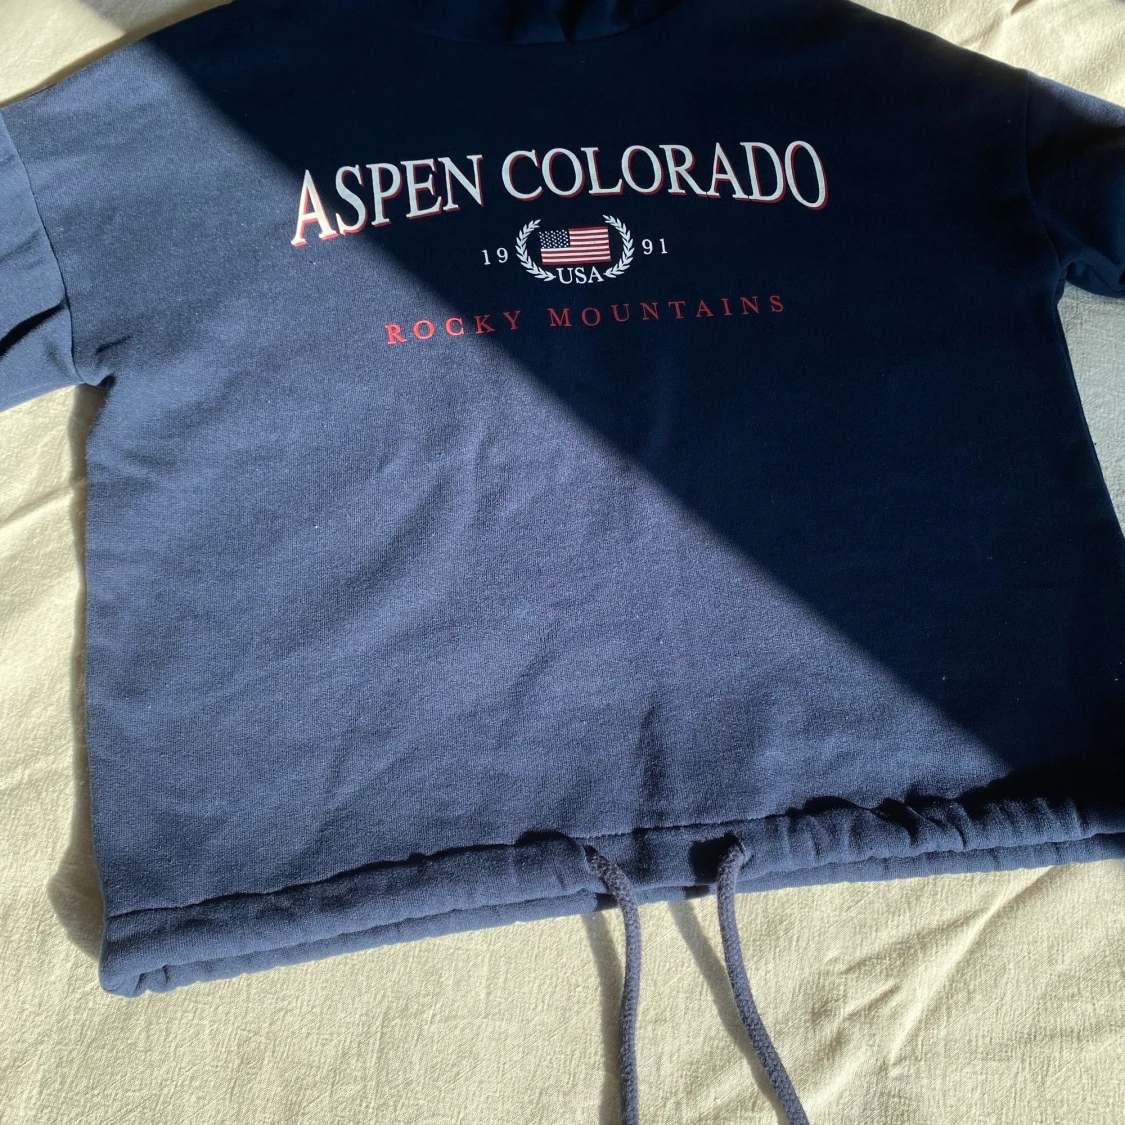 ASPEN COLORADO
19 91
USA
ROCKY MOUNTAINS